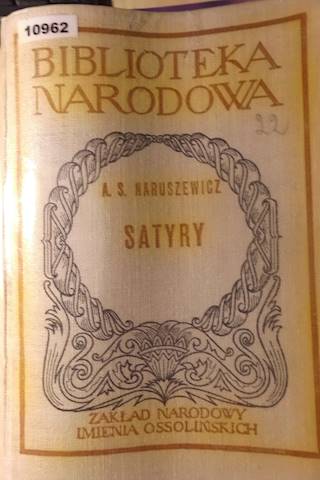 10962
BIBLIOTEKA
NARODOWA
22
A. S. NARUSZEWICZ
SATYRY
ZAKŁAD NARODOWY
IMIENIA OSSOLIŃSKICH